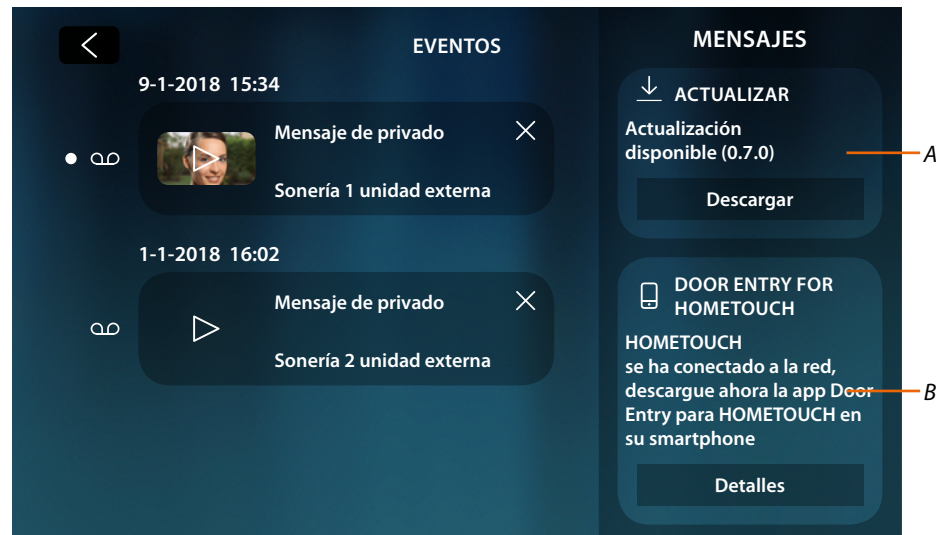 EVENTOS
9-1-2018 15:34
Mensaje de privado
Sonería 1 unidad externa
1-1-2018 16:02
Mensaje de privado
Sonería 2 unidad externa
MENSAJES
ACTUALIZAR
Actualización
disponible (0.7.0)
Descargar
A
DOOR ENTRY FOR
HOMETOUCH
HOMETOUCH
se ha conectado a la red,
descargue ahora la app Door
Entry para HOMETOUCH en
su smartphone
Detalles
B